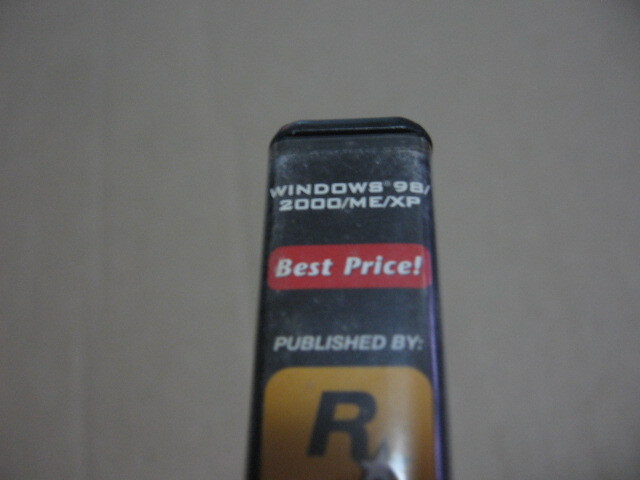 WINDOWS® 98/
2000/ME/XP
Best Price!
PUBLISHED BY:
R